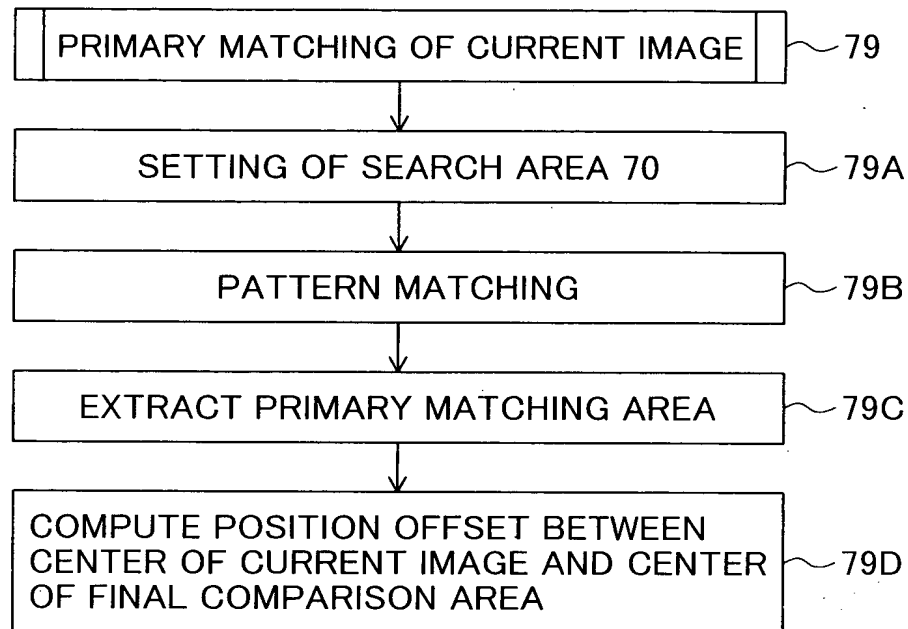 PRIMARY MATCHING OF CURRENT IMAGE
79
SETTING OF SEARCH AREA 70
79A
PATTERN MATCHING
79B
EXTRACT PRIMARY MATCHING AREA
79C
COMPUTE POSITION OFFSET BETWEEN
CENTER OF CURRENT IMAGE AND CENTER
OF FINAL COMPARISON AREA
79D